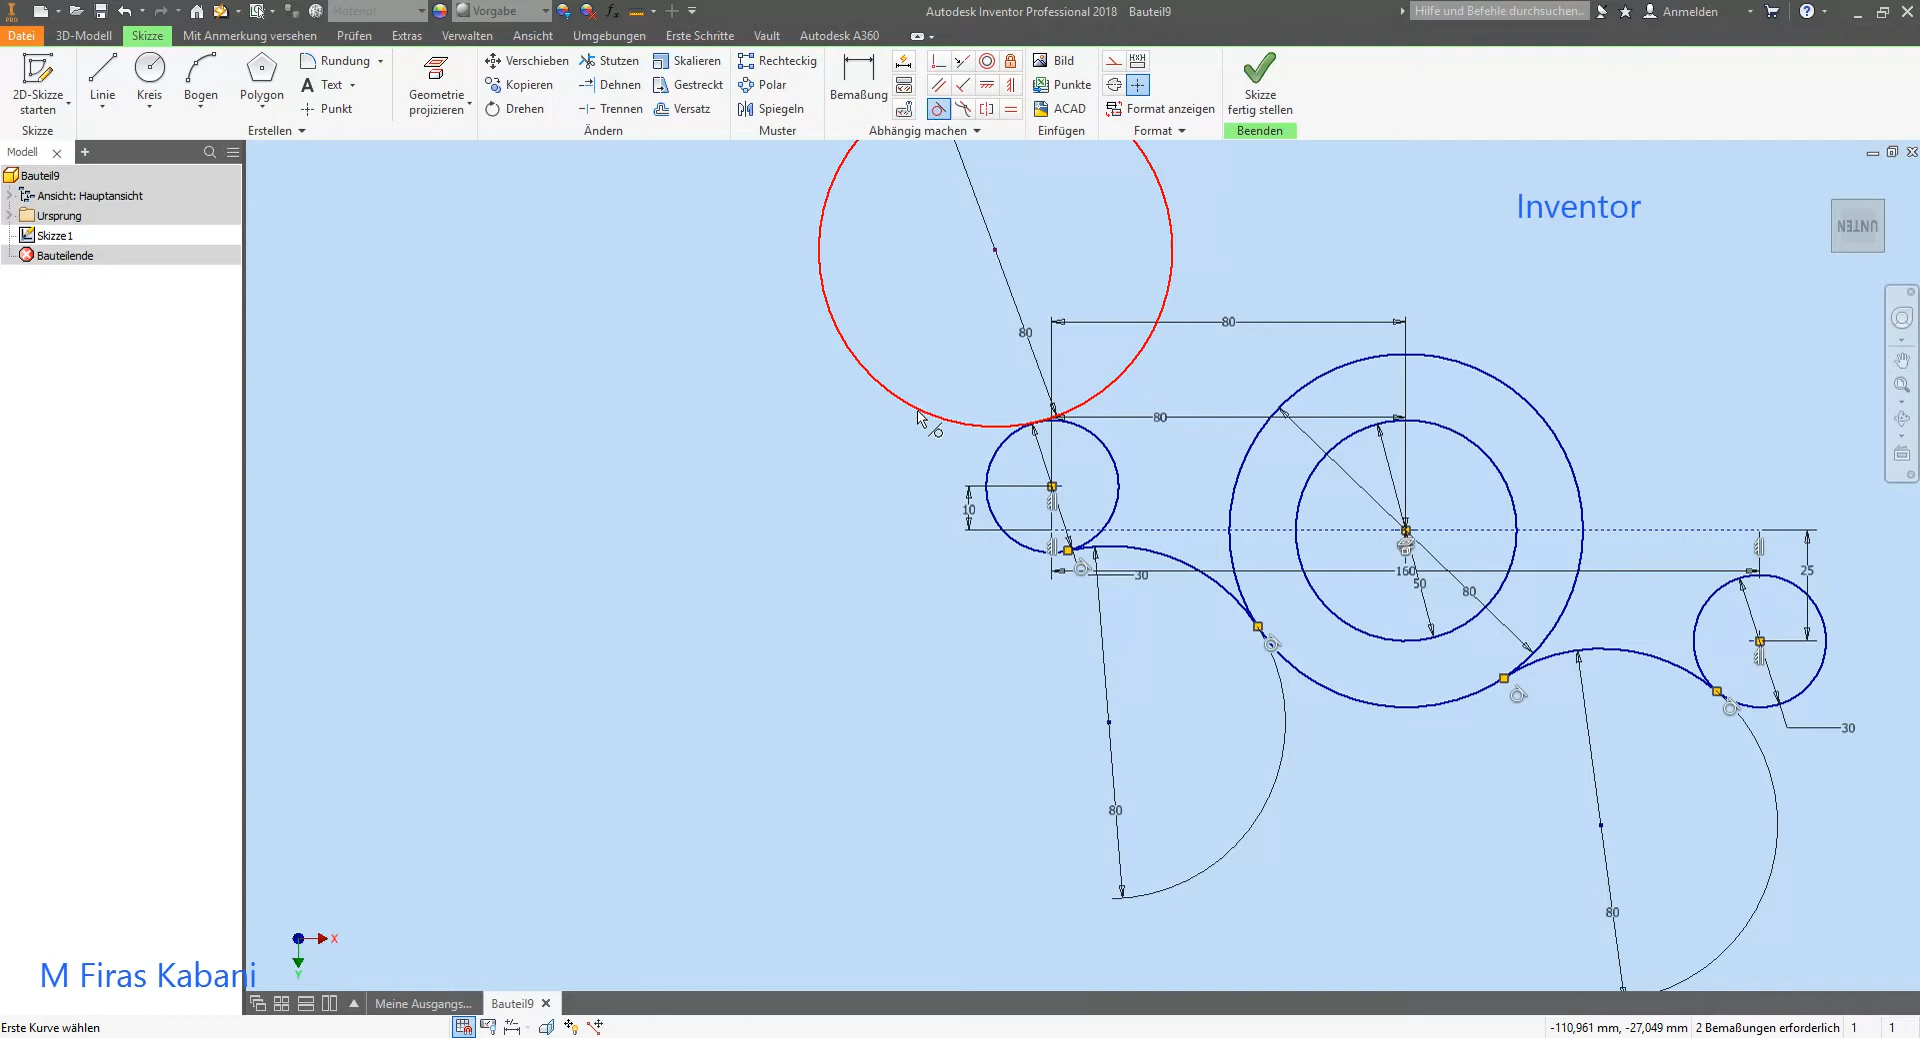 PRO
Material
Vorgabe
Autodesk Inventor Professional 2018 Bauteil9
Hilfe und Befehle durchsuchen...
Anmelden
Datei 3D-Modell Skizze Mit Anmerkung versehen Prüfen Extras Verwalten Ansicht Umgebungen Erste Schritte Vault Autodesk A360
2D-Skizze starten
Linie
Kreis
Bogen
Polygon
Rundung
Text
Punkt
Geometrie projizieren
Verschieben
Kopieren
Drehen
Stutzen
Dehnen
Trennen
Skalieren
Gestreckt
Versatz
Rechteckig
Polar
Spiegeln
Bemaßung
Bild
Punkte
ACAD
Format anzeigen
Skizze fertig stellen
Skizze
Erstellen
Ändern
Muster
Abhängig machen
Einfügen
Format
Beenden
Modell
Bauteil9
Ansicht: Hauptansicht
Ursprung
Skizze1
Bauteilende
Inventor
UNTEN
80
80
80
10
30
160
50
80
25
30
80
80
X
Y
M Firas Kabani
Meine Ausgangs... Bauteil9
Erste Kurve wählen
-110,961 mm, -27,049 mm 2 Bemaßungen erforderlich 1 1